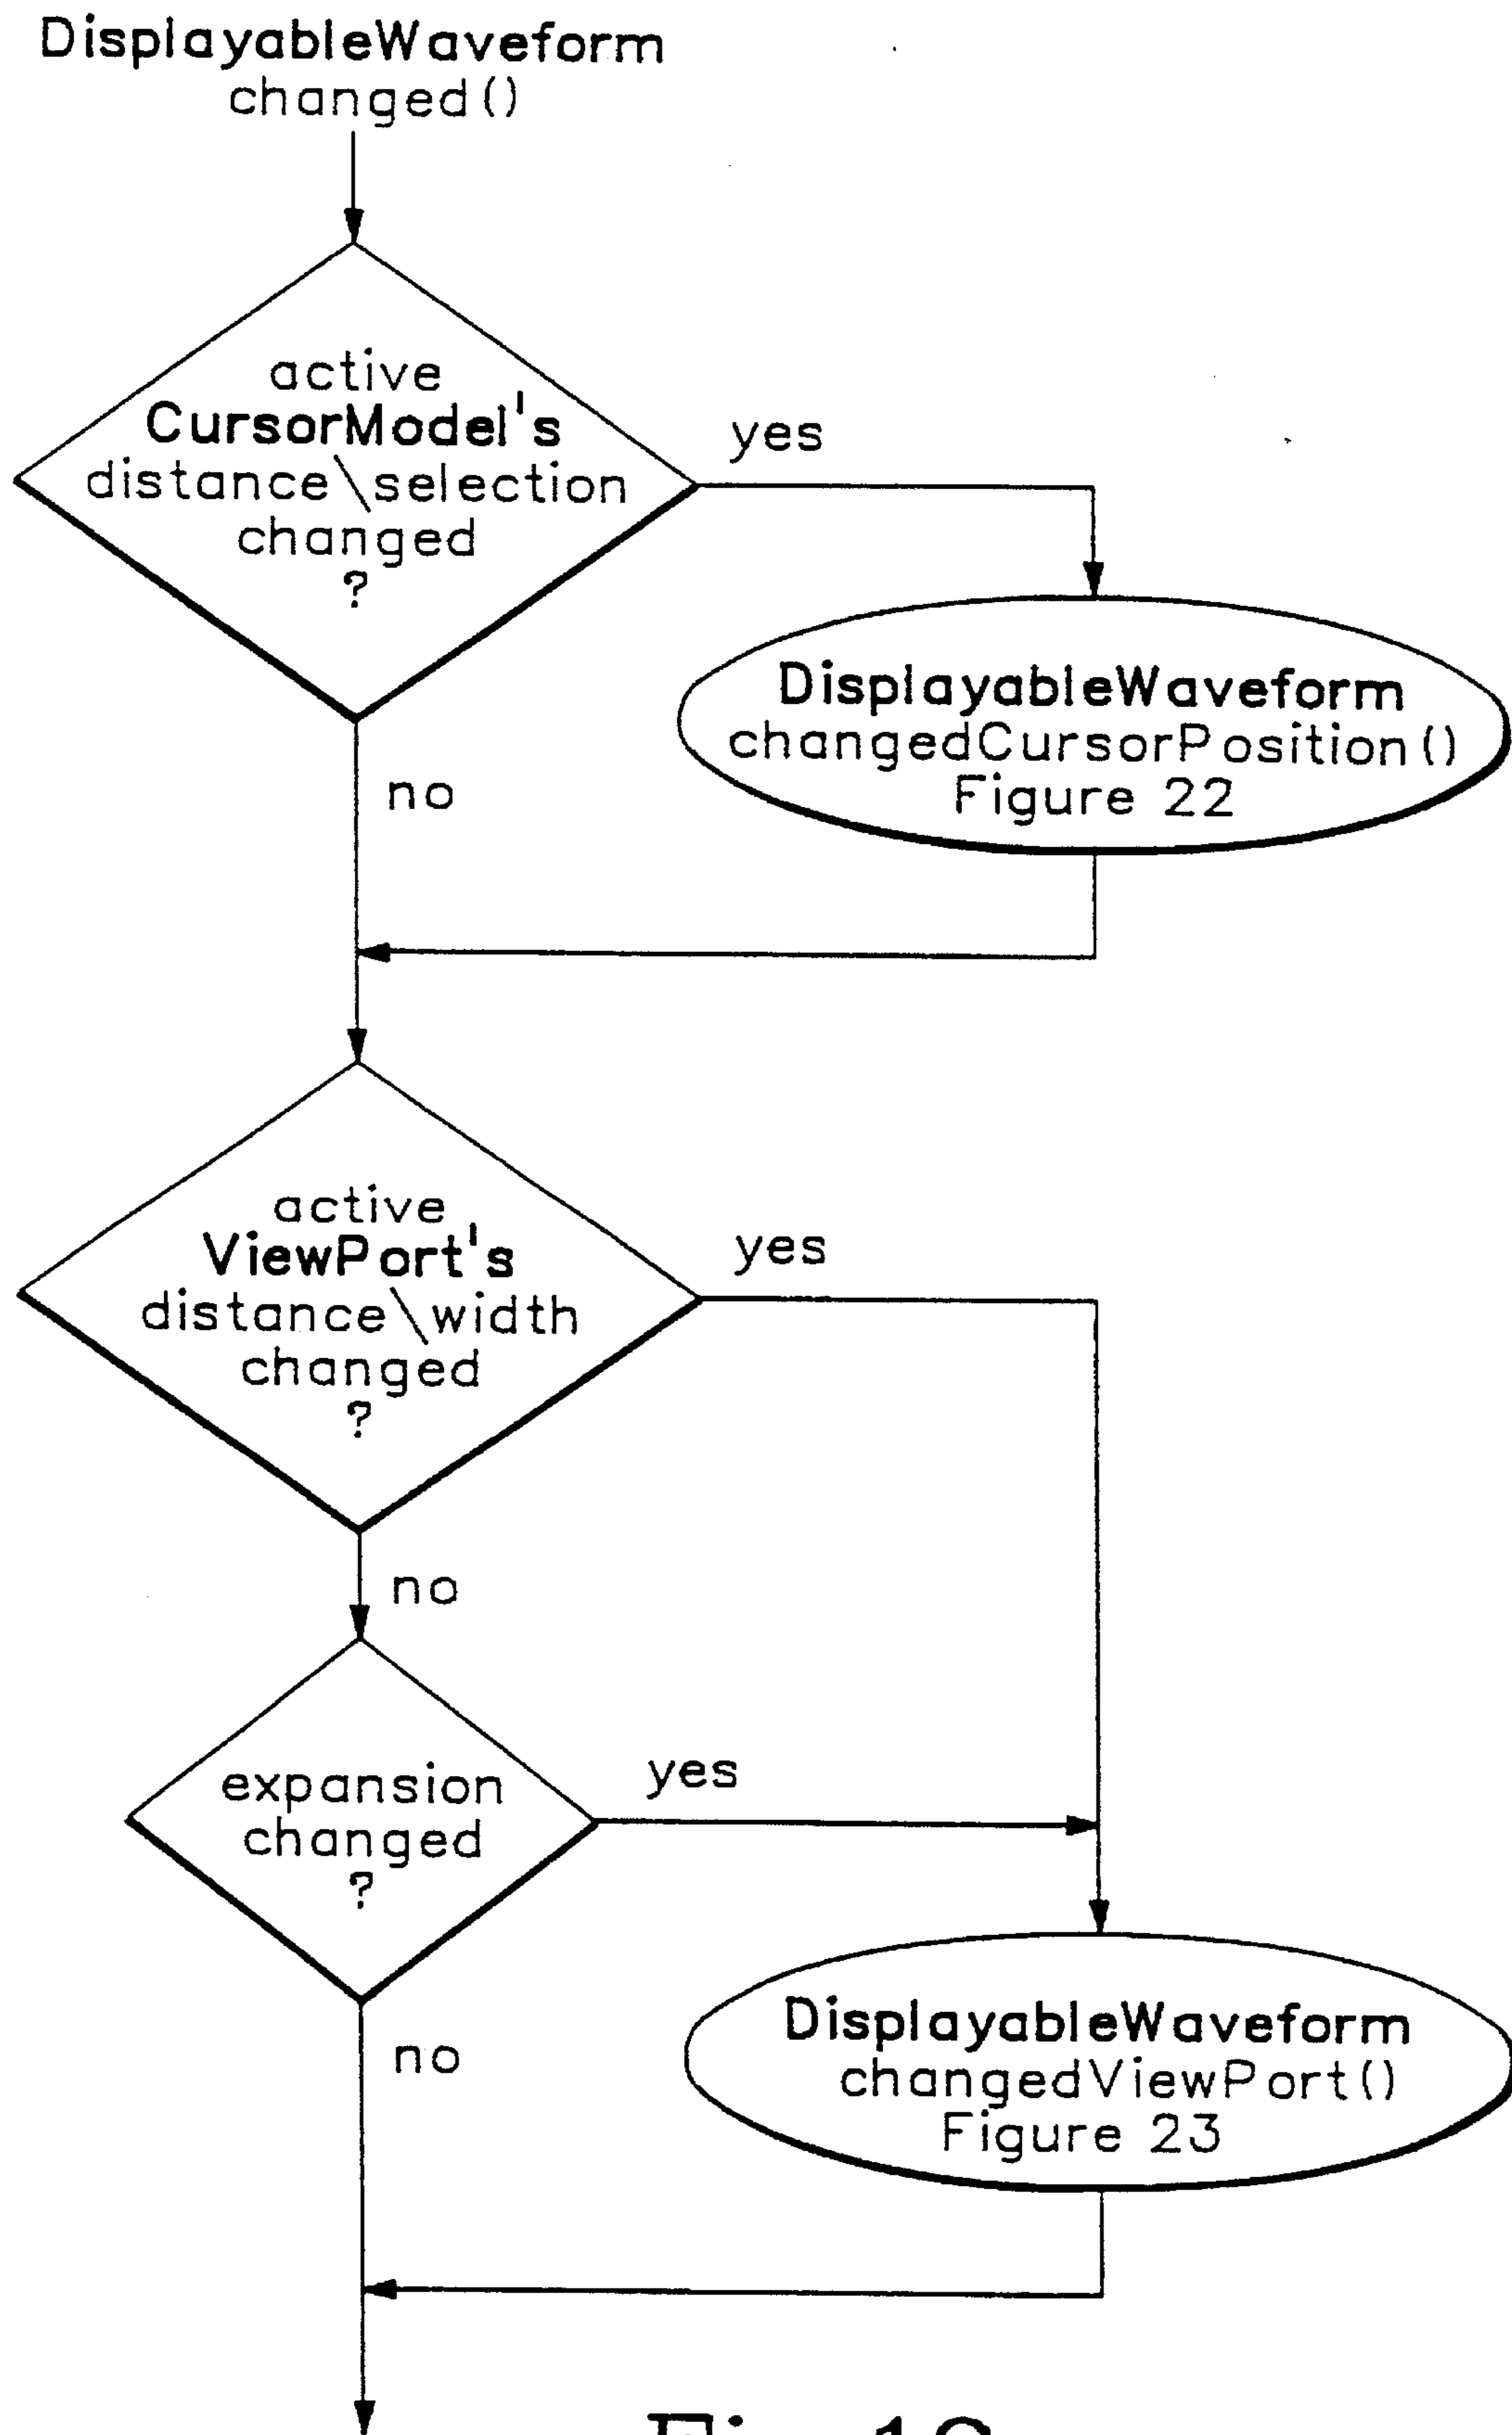 DisplayableWaveform
changed()
active
CursorModel's
distance\selection
changed
?
yes
DisplayableWaveform
changedCursorPosition()
Figure 22
no
active
ViewPort's
distance\width
changed
?
yes
no
expansion
changed
?
yes
DisplayableWaveform
changedViewPort()
Figure 23
no